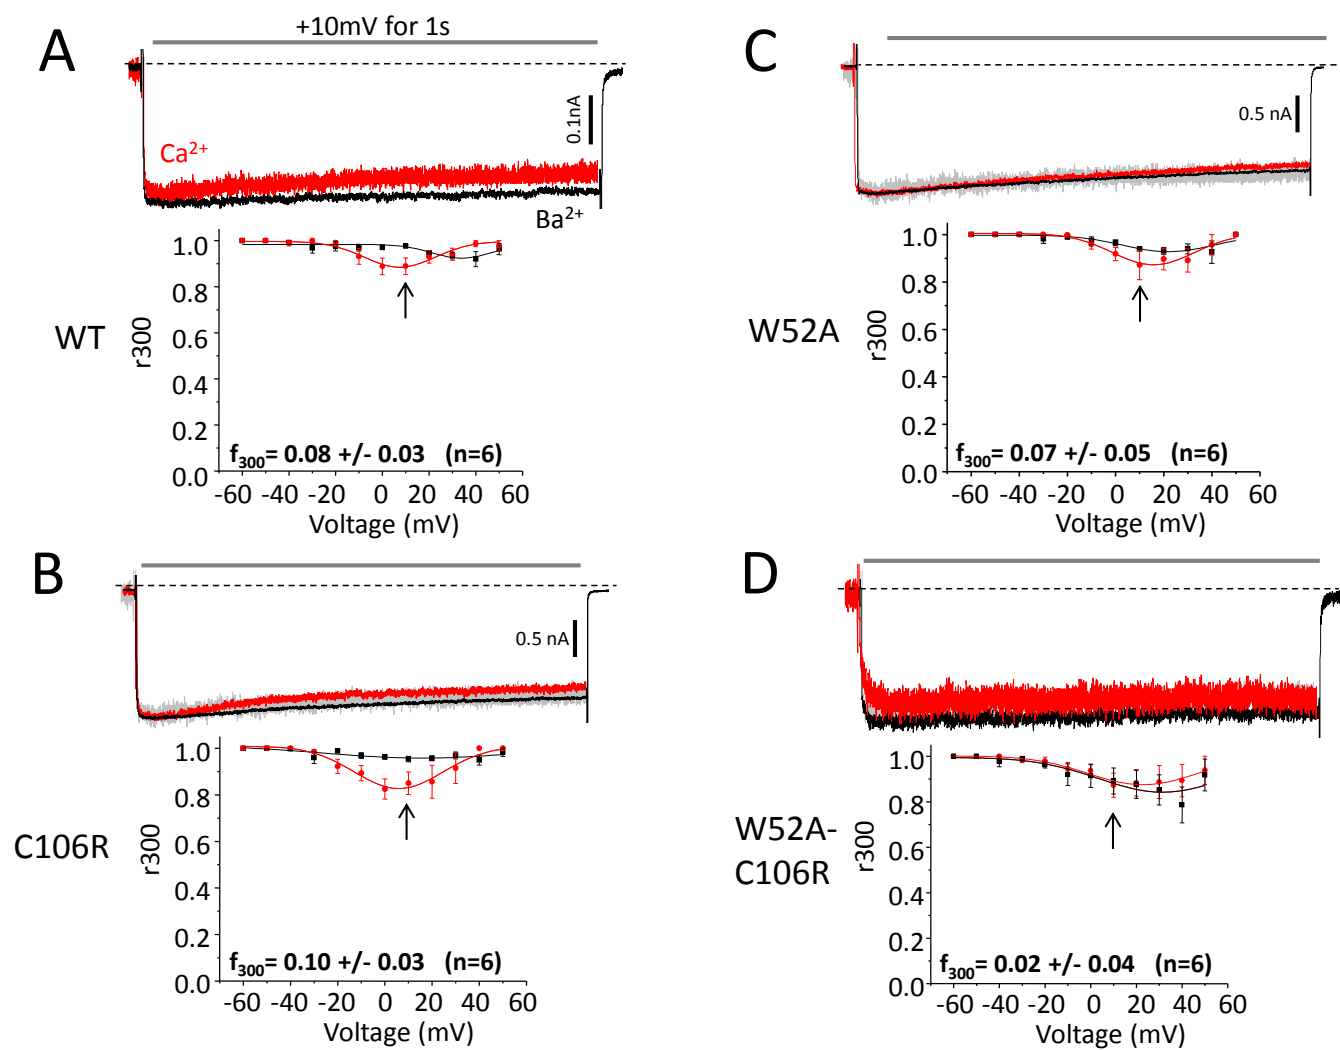 A
+10mV for 1s
0.1nA
Ca²⁺
Ba²⁺
WT
r300
1.0
0.8
0.6
0.4
0.2
0.0
f₃₀₀= 0.08 +/- 0.03 (n=6)
-60 -40 -20 0 20 40 60
Voltage (mV)
C
0.5 nA
W52A
r300
1.0
0.8
0.6
0.4
0.2
0.0
f₃₀₀= 0.07 +/- 0.05 (n=6)
-60 -40 -20 0 20 40 60
Voltage (mV)
B
0.5 nA
C106R
r300
1.0
0.8
0.6
0.4
0.2
0.0
f₃₀₀= 0.10 +/- 0.03 (n=6)
-60 -40 -20 0 20 40 60
Voltage (mV)
D
W52A-
C106R
r300
1.0
0.8
0.6
0.4
0.2
0.0
f₃₀₀= 0.02 +/- 0.04 (n=6)
-60 -40 -20 0 20 40 60
Voltage (mV)